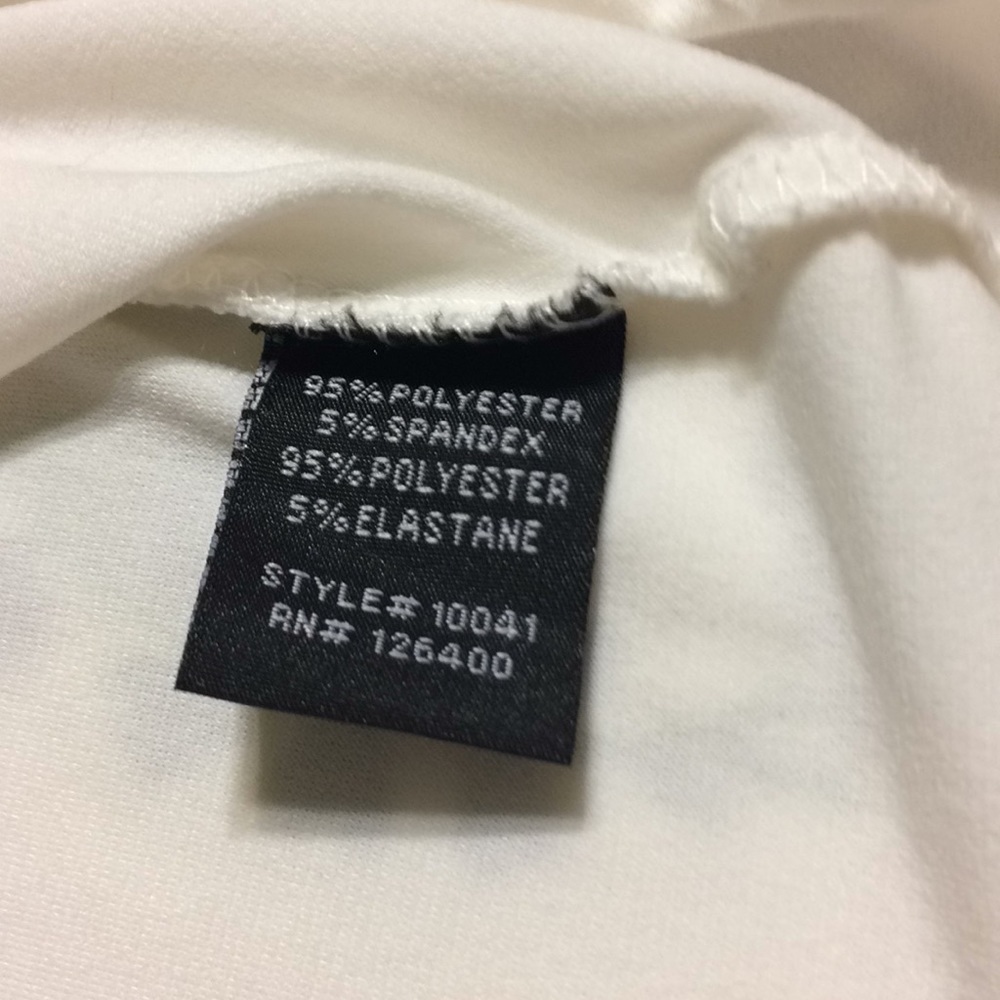 95% POLYESTER
5% SPANDEX
95% POLYESTER
5% ELASTANE
STYLE# 10041
RN# 126400